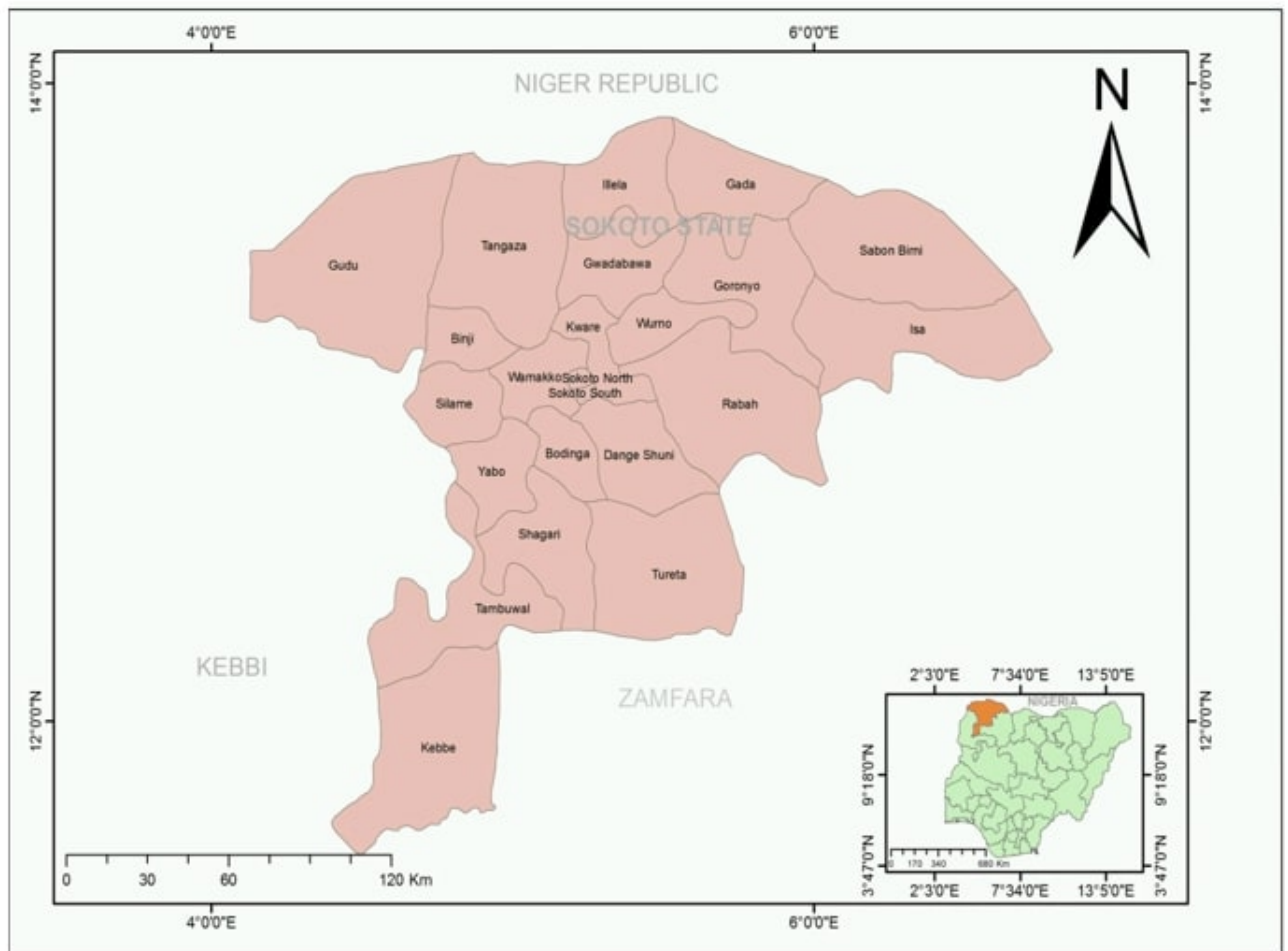 4°0'0"E 6°0'0"E
14°0'0"N 14°0'0"N
NIGER REPUBLIC
N
Illela Gada
SOKOTO STATE
Tangaza Sabon Birni
Gudu Gwadabawa
Goronyo
Kware Wurno Isa
Binji
Wamakko Sokoto North
Sokoto South
Silame Rabah
Bodinga Dange Shuni
Yabo
Shagari
Tureta
Tambuwal
KEBBI
ZAMFARA
12°0'0"N 12°0'0"N
Kebbe
0 30 60 120 Km
4°0'0"E 6°0'0"E
2°3'0"E 7°34'0"E 13°5'0"E
NIGERIA
9°18'0"N 9°18'0"N
0 170 340 680 Km
3°47'0"N 3°47'0"N
2°3'0"E 7°34'0"E 13°5'0"E